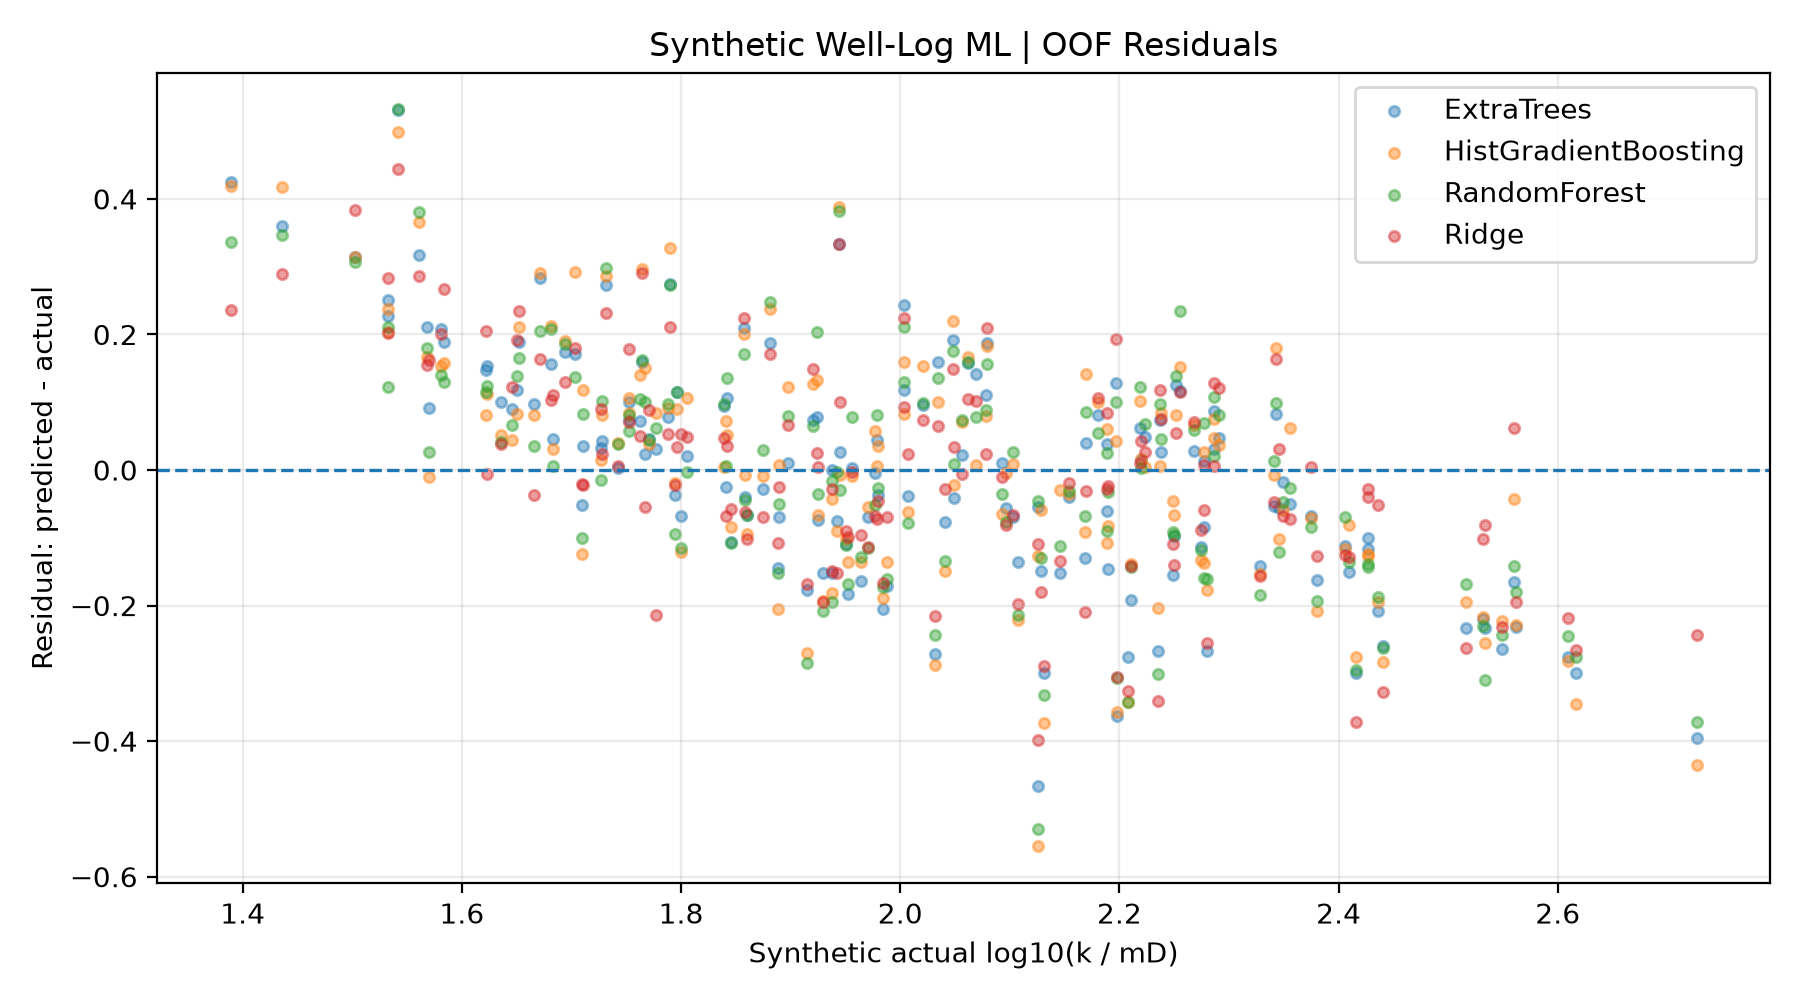 Synthetic Well-Log ML | OOF Residuals
ExtraTrees
HistGradientBoosting
RandomForest
Ridge
Residual: predicted - actual
0.4
0.2
0.0
−0.2
−0.4
−0.6
1.4 1.6 1.8 2.0 2.2 2.4 2.6
Synthetic actual log10(k / mD)